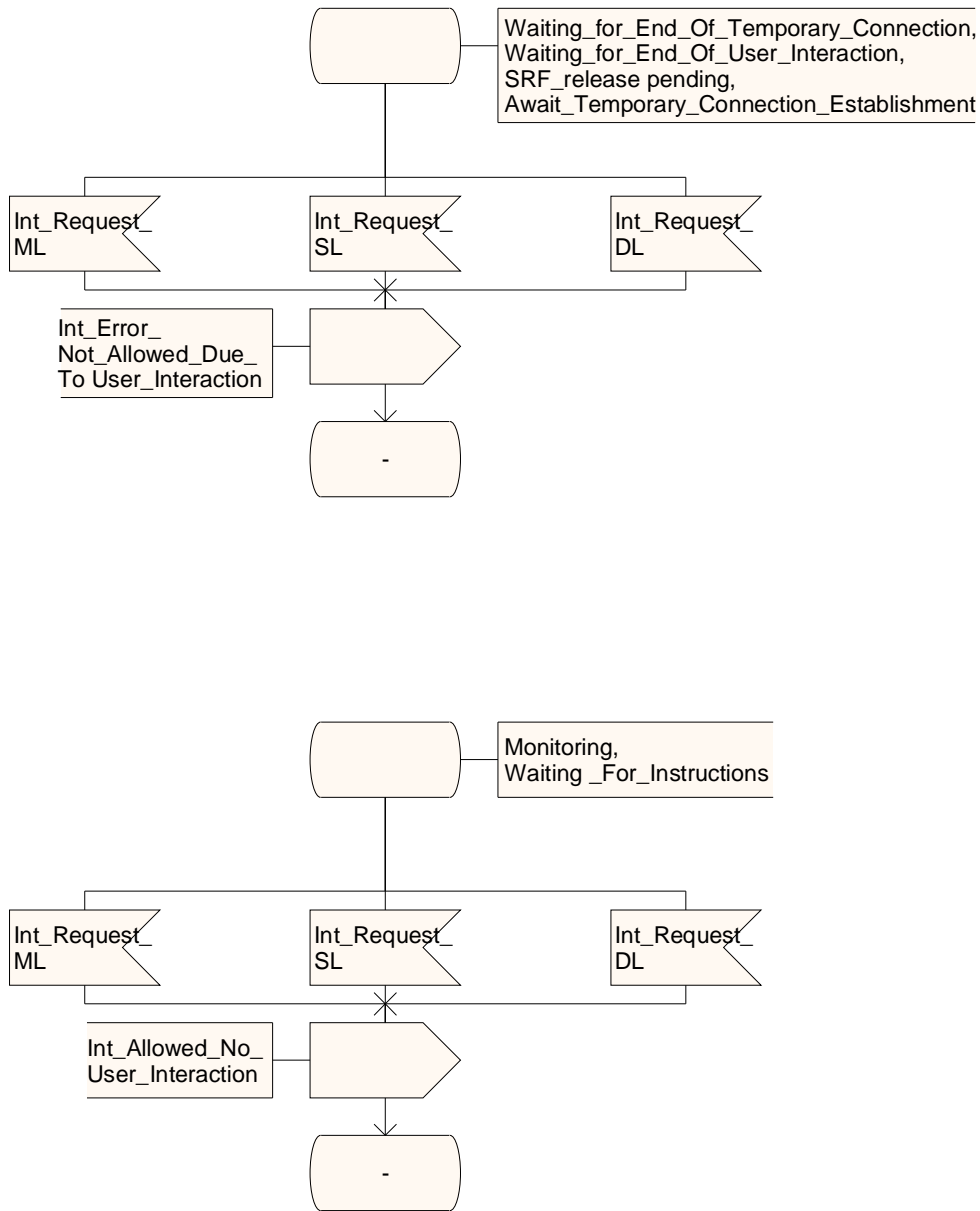 Waiting_for_End_Of_Temporary_Connection,
Waiting_for_End_Of_User_Interaction,
SRF_release pending,
Await_Temporary_Connection_Establishment
Int_Request_
ML
Int_Request_
SL
Int_Request_
DL
Int_Error_
Not_Allowed_Due_
To User_Interaction
-
Monitoring,
Waiting _For_Instructions
Int_Request_
ML
Int_Request_
SL
Int_Request_
DL
Int_Allowed_No_
User_Interaction
-